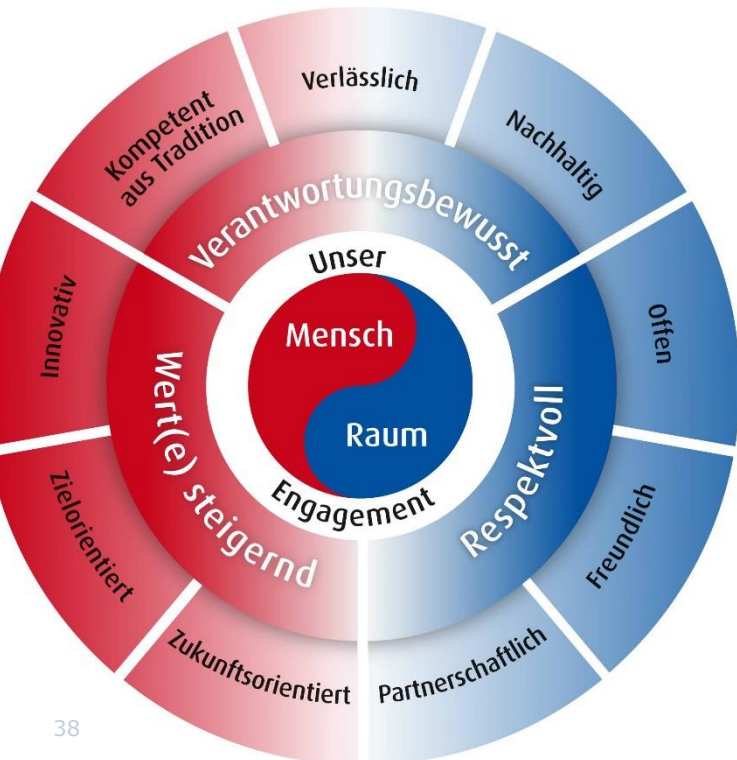 Verlässlich
Nachhaltig
Offen
Freundlich
Partnerschaftlich
Zukunftsorientiert
Zielorientiert
Innovativ
Kompetent
aus Tradition
Verantwortungsbewusst
Respektvoll
Wert(e) steigernd
Unser
Engagement
Mensch
Raum
38